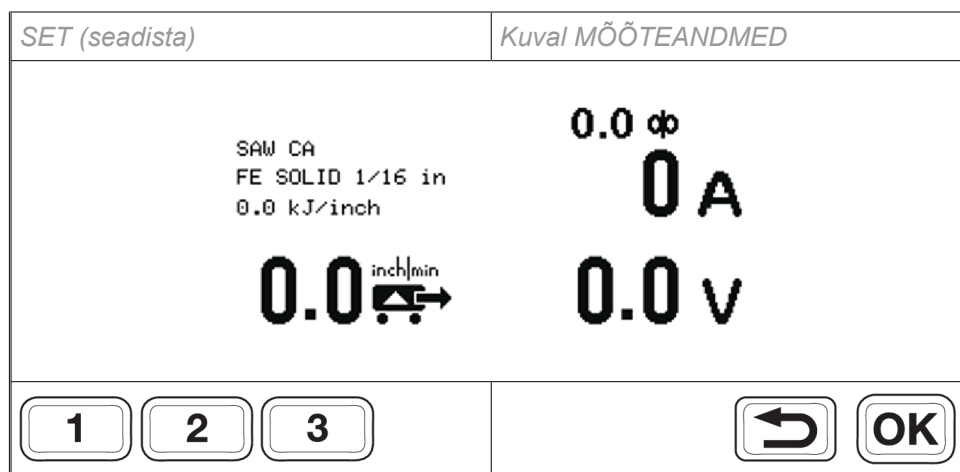 SET (seadista)
Kuval MÕÕTEANDMED
SAW CA
FE SOLID 1/16 in
0.0 kJ/inch
0.0 inch|min
0.0
0 A
0.0 V
1 2 3
OK